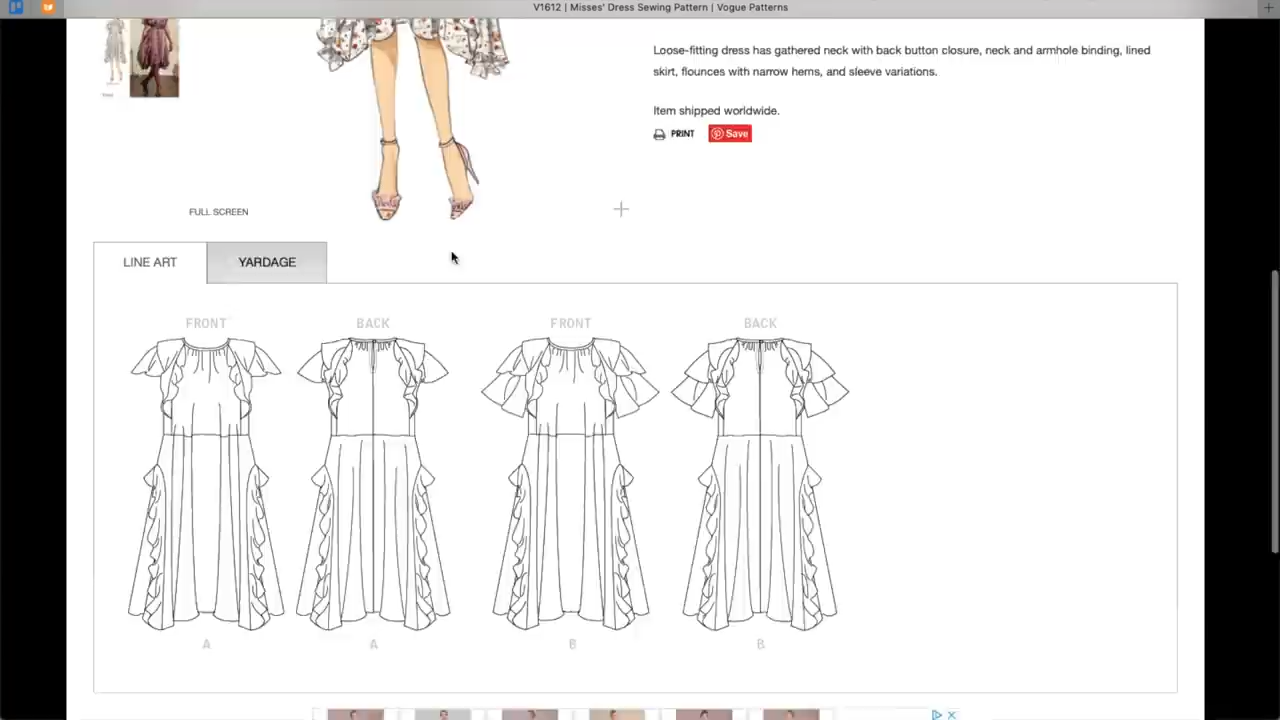 V1612 | Misses' Dress Sewing Pattern | Vogue Patterns
Loose-fitting dress has gathered neck with back button closure, neck and armhole binding, lined
skirt, flounces with narrow hems, and sleeve variations.
Item shipped worldwide.
PRINT Save
FULL SCREEN
LINE ART YARDAGE
FRONT BACK FRONT BACK
A A B B